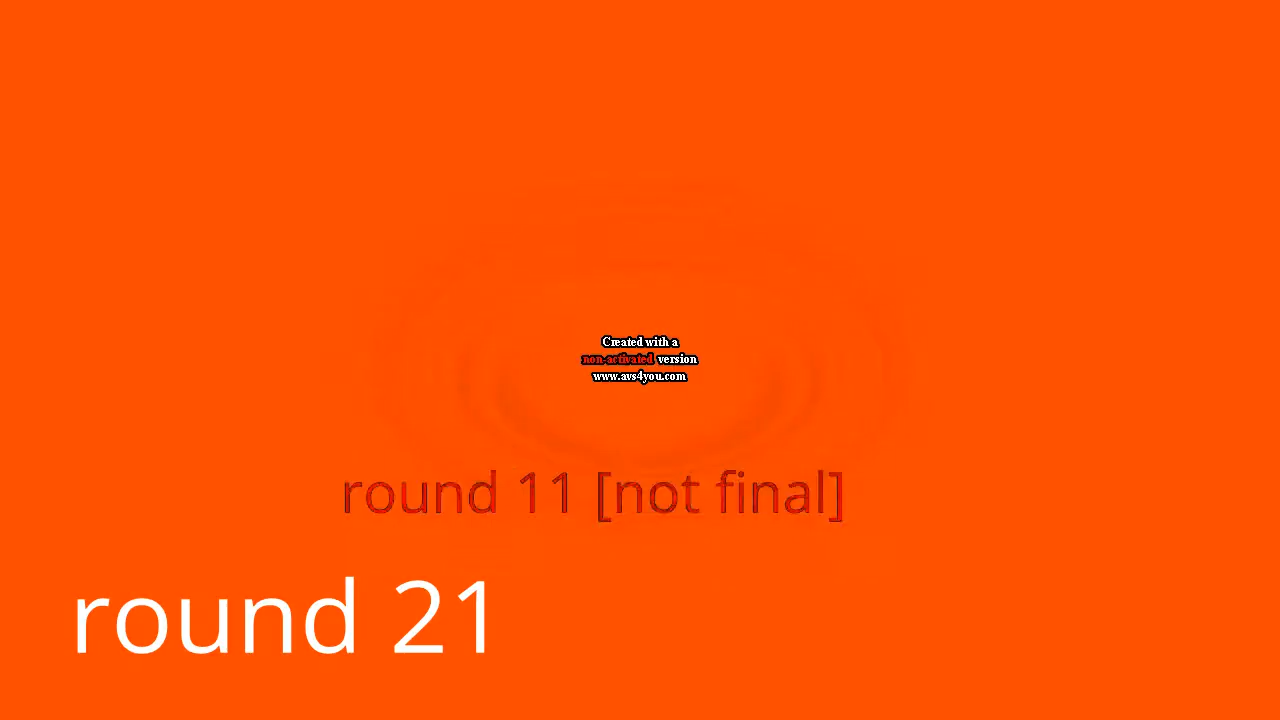 Created with a
non-activated version
www.avs4you.com
round 11 [not final]
round 21